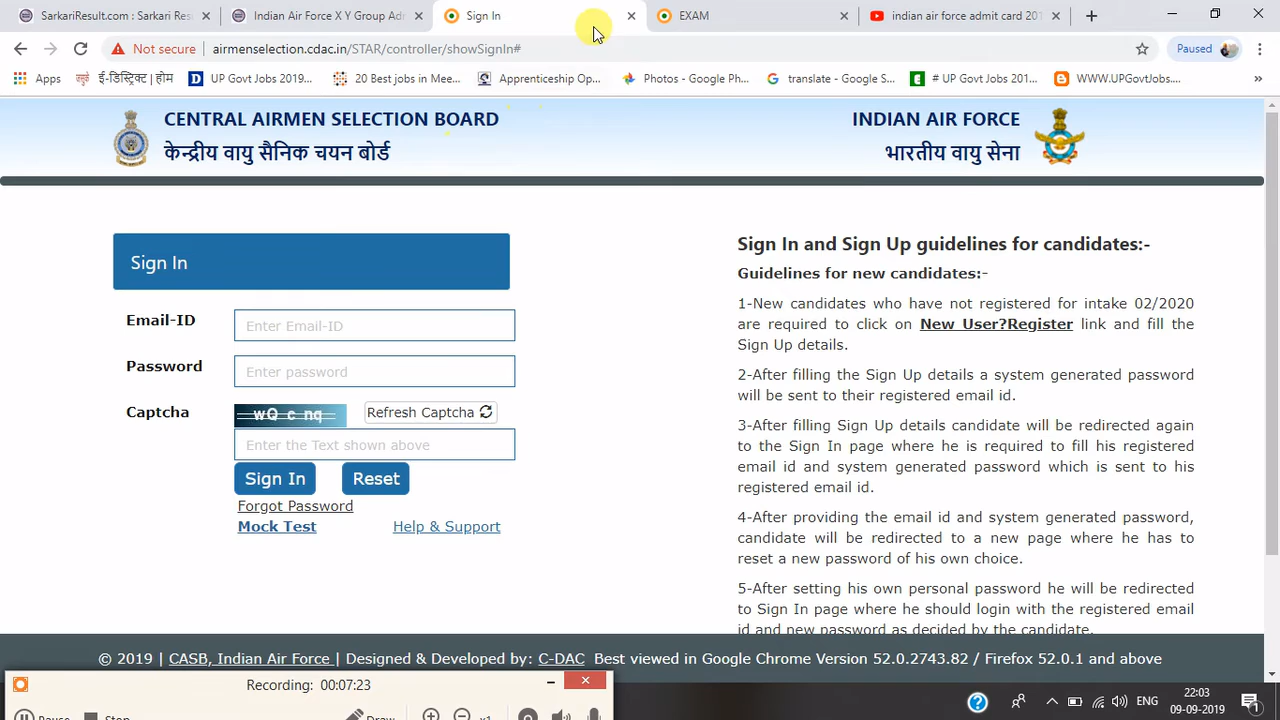 SarkariResult.com : Sarkari Res
Indian Air Force X Y Group Ad
Sign In
EXAM
indian air force admit card 201
Not secure
airmenselection.cdac.in/STAR/controller/showSignIn#
Paused
Apps
ई-डिस्ट्रिक्ट | होम
UP Govt Jobs 2019...
20 Best jobs in Mee...
Apprenticeship Op...
Photos - Google Ph...
translate - Google S...
# UP Govt Jobs 201...
WWW.UPGovtJobs....
CENTRAL AIRMEN SELECTION BOARD
केन्द्रीय वायु सैनिक चयन बोर्ड
INDIAN AIR FORCE
भारतीय वायु सेना
Sign In
Email-ID
Enter Email-ID
Password
Enter password
Captcha
wQ c nq
Refresh Captcha
Enter the Text shown above
Sign In
Reset
Forgot Password
Mock Test
Help & Support
Sign In and Sign Up guidelines for candidates:-
Guidelines for new candidates:-
1-New candidates who have not registered for intake 02/2020
are required to click on New User?Register link and fill the
Sign Up details.
2-After filling the Sign Up details a system generated password
will be sent to their registered email id.
3-After filling Sign Up details candidate will be redirected again
to the Sign In page where he is required to fill his registered
email id and system generated password which is sent to his
registered email id.
4-After providing the email id and system generated password,
candidate will be redirected to a new page where he has to
reset a new password of his own choice.
5-After setting his own personal password he will be redirected
to Sign In page where he should login with the registered email
id and new password as decided by the candidate.
© 2019 | CASB, Indian Air Force | Designed & Developed by: C-DAC Best viewed in Google Chrome Version 52.0.2743.82 / Firefox 52.0.1 and above
Recording: 00:07:23
Pause
Stop
Draw
x1
ENG
22:03
09-09-2019